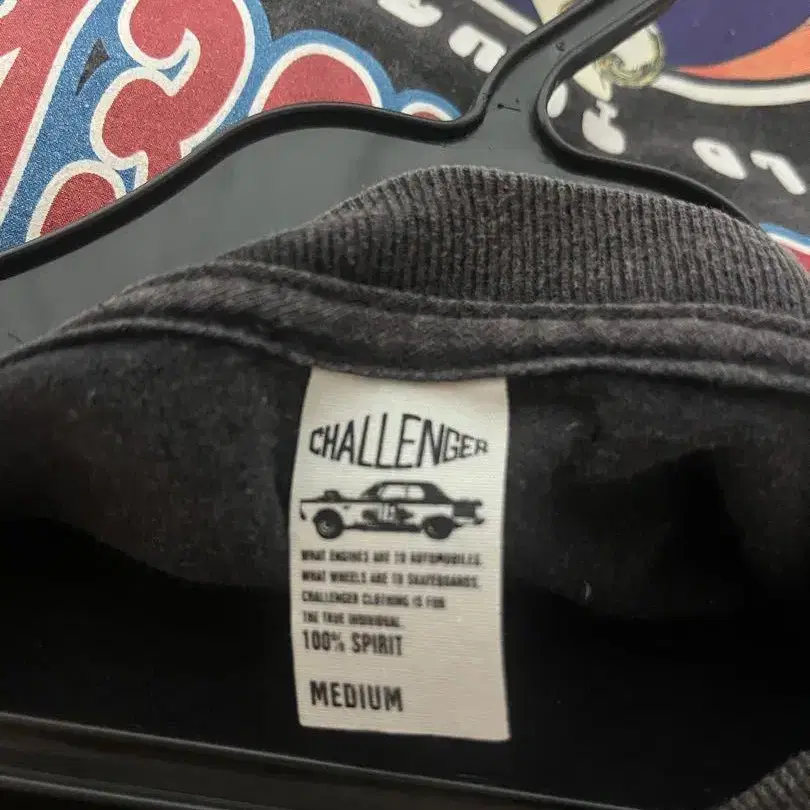 CHALLENGER
WHAT ENGINES ARE TO AUTOMOBILES.
WHAT WHEELS ARE TO SKATEBOARDS.
CHALLENGER CLOTHING IS FOR
THE TRUE INDIVIDUAL.
100% SPIRIT
MEDIUM